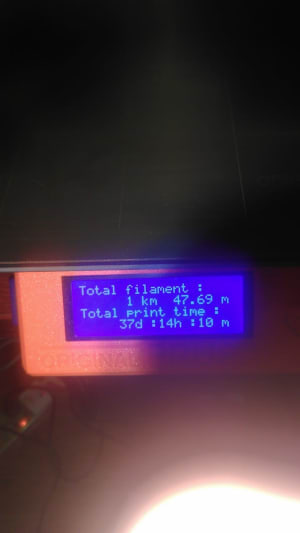 Total filament :
1 km 47.69 m
Total print time :
37d :14h :10 m
ORIGINAL